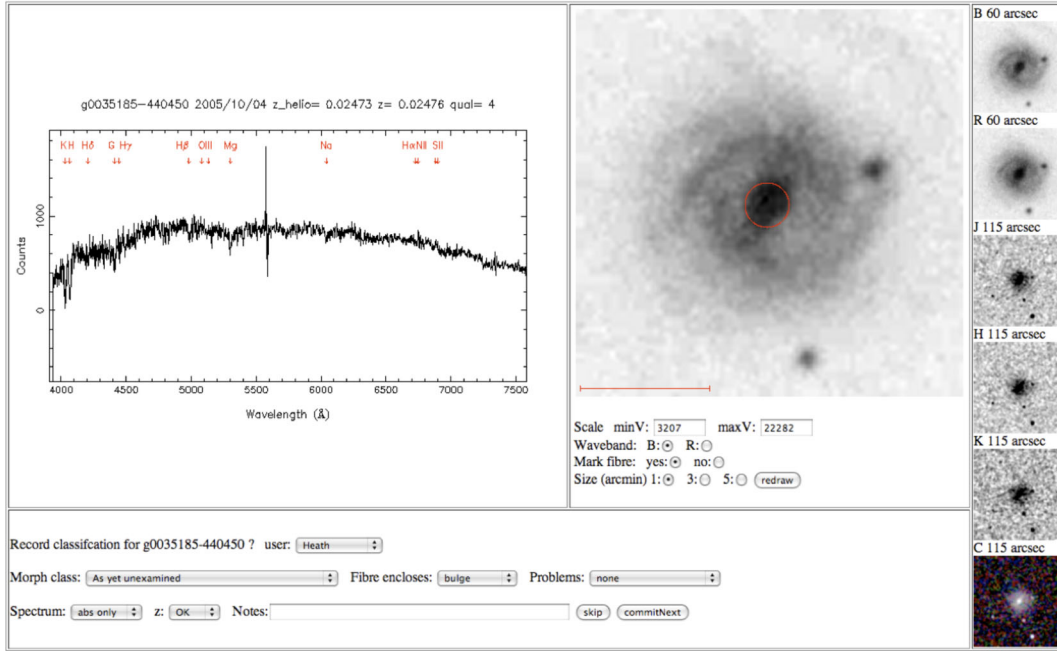 g0035185-440450 2005/10/04 z_helio= 0.02473 z= 0.02476 qual= 4
K H Hδ G Hγ Hβ OIII Mg Na Hα NII SII
Counts
1000
0
4000 4500 5000 5500 6000 6500 7000 7500
Wavelength (Å)
Scale minV: 3207 maxV: 22282
Waveband: B: R:
Mark fibre: yes: no:
Size (arcmin) 1: 3: 5: redraw
B 60 arcsec
R 60 arcsec
J 115 arcsec
H 115 arcsec
K 115 arcsec
C 115 arcsec
Record classifcation for g0035185-440450 ? user: Heath
Morph class: As yet unexamined Fibre encloses: bulge Problems: none
Spectrum: abs only z: OK Notes: skip commitNext